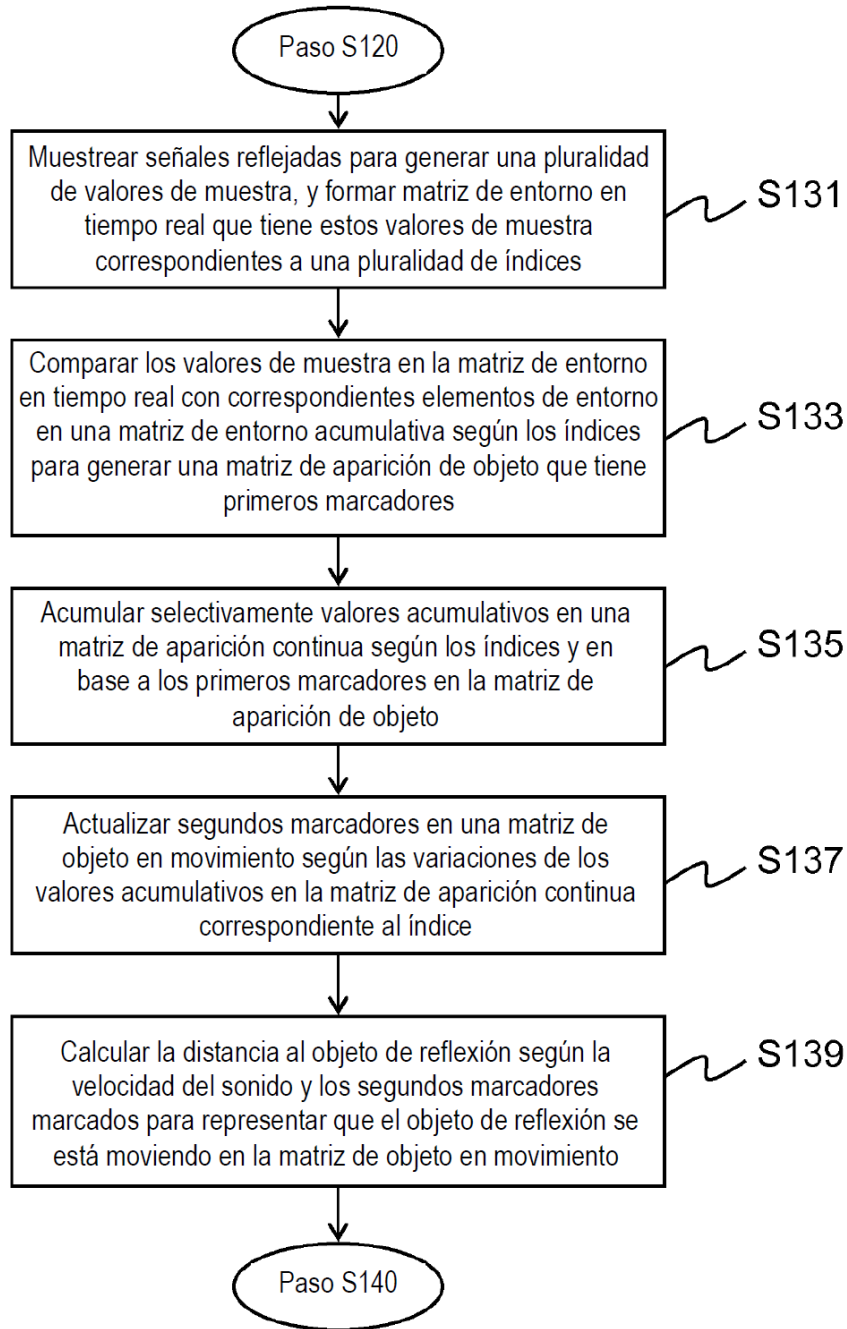 Paso S120
Muestrear señales reflejadas para generar una pluralidad
de valores de muestra, y formar matriz de entorno en
tiempo real que tiene estos valores de muestra
correspondientes a una pluralidad de índices
S131
Comparar los valores de muestra en la matriz de entorno
en tiempo real con correspondientes elementos de entorno
en una matriz de entorno acumulativa según los índices
para generar una matriz de aparición de objeto que tiene
primeros marcadores
S133
Acumular selectivamente valores acumulativos en una
matriz de aparición continua según los índices y en
base a los primeros marcadores en la matriz de
aparición de objeto
S135
Actualizar segundos marcadores en una matriz de
objeto en movimiento según las variaciones de los
valores acumulativos en la matriz de aparición continua
correspondiente al índice
S137
Calcular la distancia al objeto de reflexión según la
velocidad del sonido y los segundos marcadores
marcados para representar que el objeto de reflexión se
está moviendo en la matriz de objeto en movimiento
S139
Paso S140